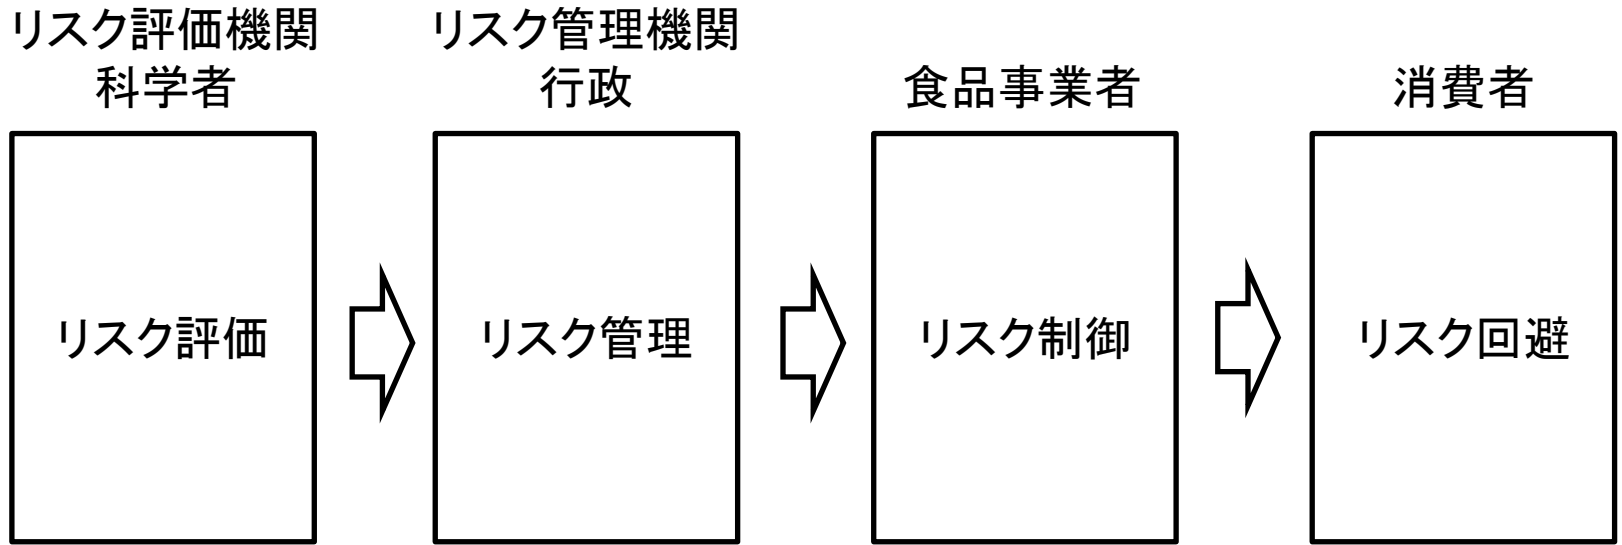 リスク評価機関
科学者
リスク管理機関
行政
食品事業者
消費者
リスク評価
リスク管理
リスク制御
リスク回避